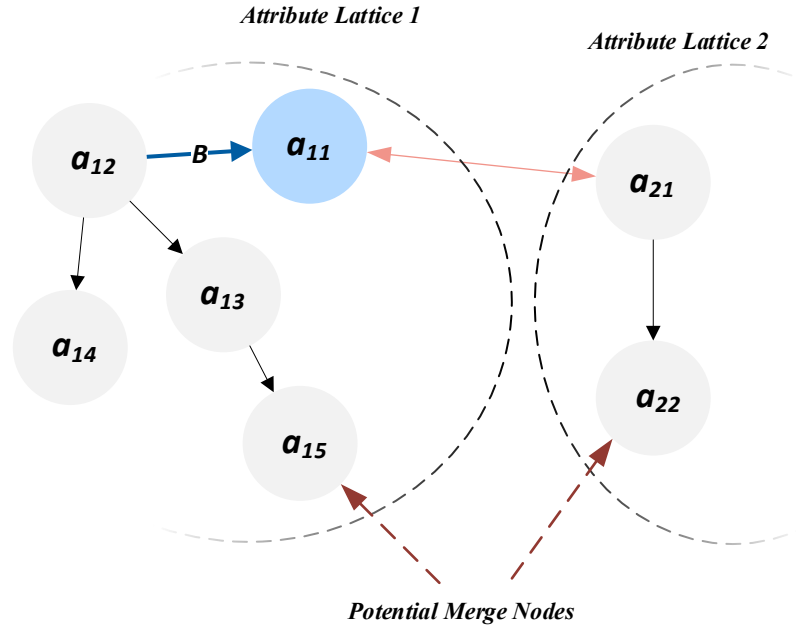 Attribute Lattice 1
Attribute Lattice 2
a12
B
a11
a21
a13
a14
a22
a15
Potential Merge Nodes